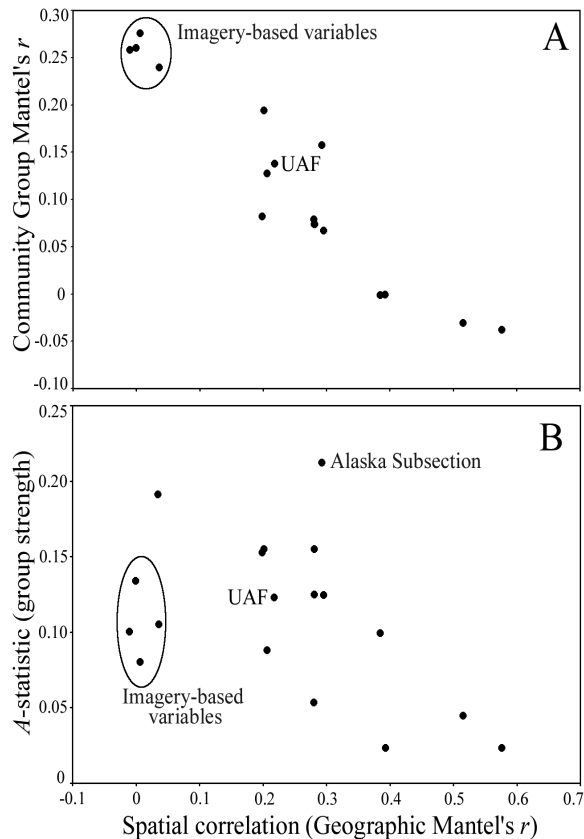 0.30
0.25
0.20
0.15
0.10
0.05
0
-0.05
-0.10
Community Group Mantel's r
Imagery-based variables
A
UAF
0.25
0.20
0.15
0.10
0.05
0
A-statistic (group strength)
B
Alaska Subsection
UAF
Imagery-based
variables
-0.1 0 0.1 0.2 0.3 0.4 0.5 0.6 0.7
Spatial correlation (Geographic Mantel's r)